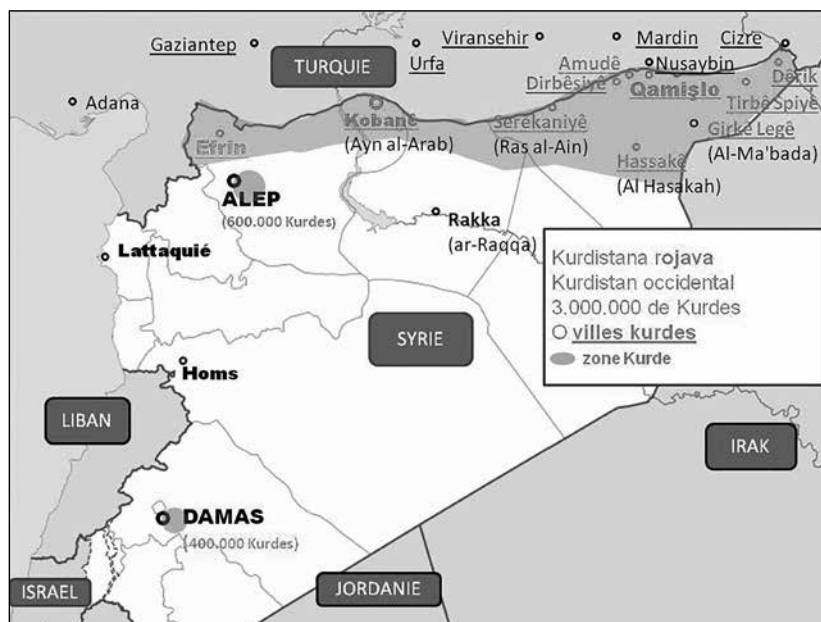 Gaziantep
TURQUIE
Urfa
Viransehir
Mardin
Cizre
Adana
Amudê
Nusaybin
Dêrik
Dirbêsiyê
Qamişlo
Tirbê Spiyê
Efrin
Kobanê
(Ayn al-Arab)
Serekaniyê
(Ras al-Ain)
Girkê Legê
(Al-Ma'bada)
Hassakê
(Al Hasakah)
ALEP
(600.000 Kurdes)
Rakka
(ar-Raqqa)
Lattaquié
Kurdistana rojava
Kurdistan occidental
3.000.000 de Kurdes
villes kurdes
zone Kurde
SYRIE
Homs
LIBAN
IRAK
DAMAS
(400.000 Kurdes)
ISRAEL
JORDANIE